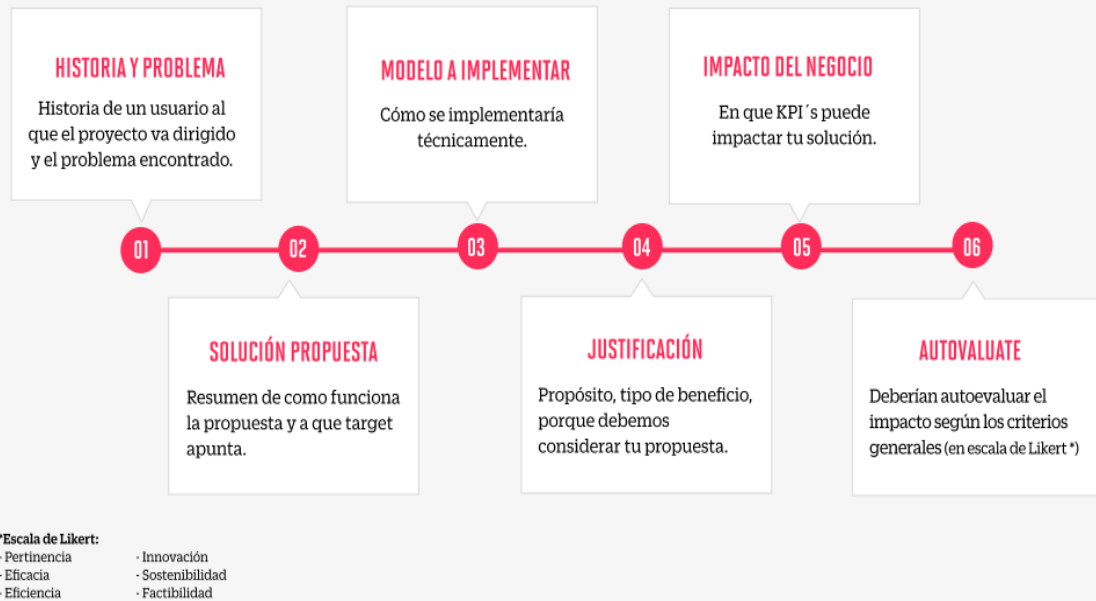 HISTORIA Y PROBLEMA
Historia de un usuario al
que el proyecto va dirigido
y el problema encontrado.
MODELO A IMPLEMENTAR
Cómo se implementaría
técnicamente.
IMPACTO DEL NEGOCIO
En que KPI´s puede
impactar tu solución.
01
02
03
04
05
06
SOLUCIÓN PROPUESTA
Resumen de como funciona
la propuesta y a que target
apunta.
JUSTIFICACIÓN
Propósito, tipo de beneficio,
porque debemos
considerar tu propuesta.
AUTOVALUATE
Deberían autoevaluar el
impacto según los criterios
generales (en escala de Likert *)
*Escala de Likert:
- Pertinencia
- Eficacia
- Eficiencia
- Innovación
- Sostenibilidad
- Factibilidad